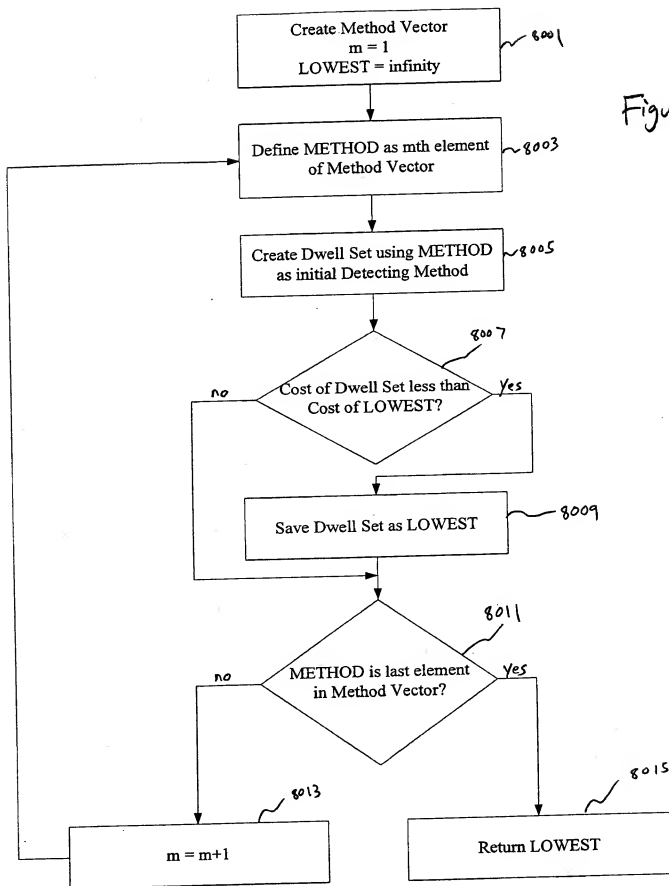 Create Method Vector
m = 1
LOWEST = infinity
8001
Figu
Define METHOD as mth element
of Method Vector
8003
Create Dwell Set using METHOD
as initial Detecting Method
8005
8007
no
Cost of Dwell Set less than
Cost of LOWEST?
Yes
Save Dwell Set as LOWEST
8009
8011
no
METHOD is last element
in Method Vector?
Yes
8013
m = m+1
8015
Return LOWEST